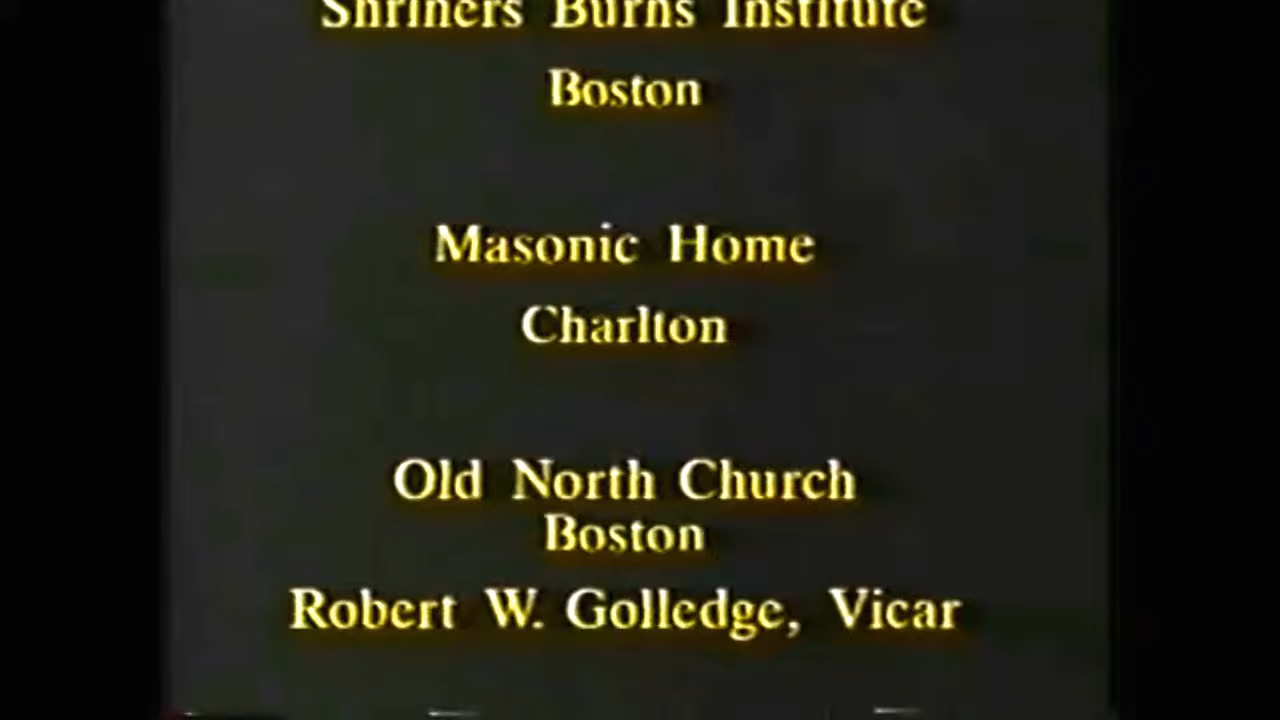 Shriners Burns Institute
Boston
Masonic Home
Charlton
Old North Church
Boston
Robert W. Golledge, Vicar